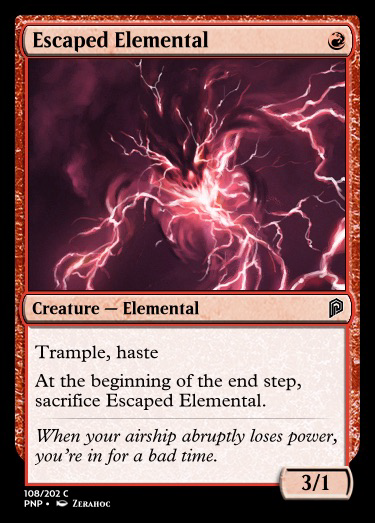 Escaped Elemental
Creature — Elemental
Trample, haste
At the beginning of the end step,
sacrifice Escaped Elemental.
When your airship abruptly loses power,
you're in for a bad time.
3/1
108/202 C
PNP • Zerahoc